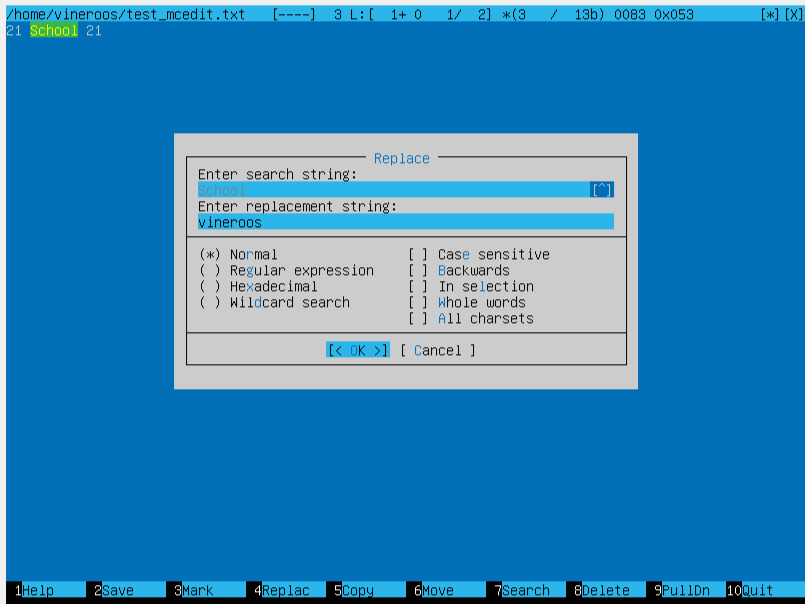 /home/vineroos/test_mcedit.txt [----] 3 L:[ 1+ 0 1/ 2] *(3 / 13b) 0083 0x053 [*][X]
21 School 21
Replace
Enter search string:
School [^]
Enter replacement string:
vineroos
(*) Normal [ ] Case sensitive
( ) Regular expression [ ] Backwards
( ) Hexadecimal [ ] In selection
( ) Wildcard search [ ] Whole words
[ ] All charsets
[< OK >] [ Cancel ]
1Help 2Save 3Mark 4Replac 5Copy 6Move 7Search 8Delete 9PullDn 10Quit